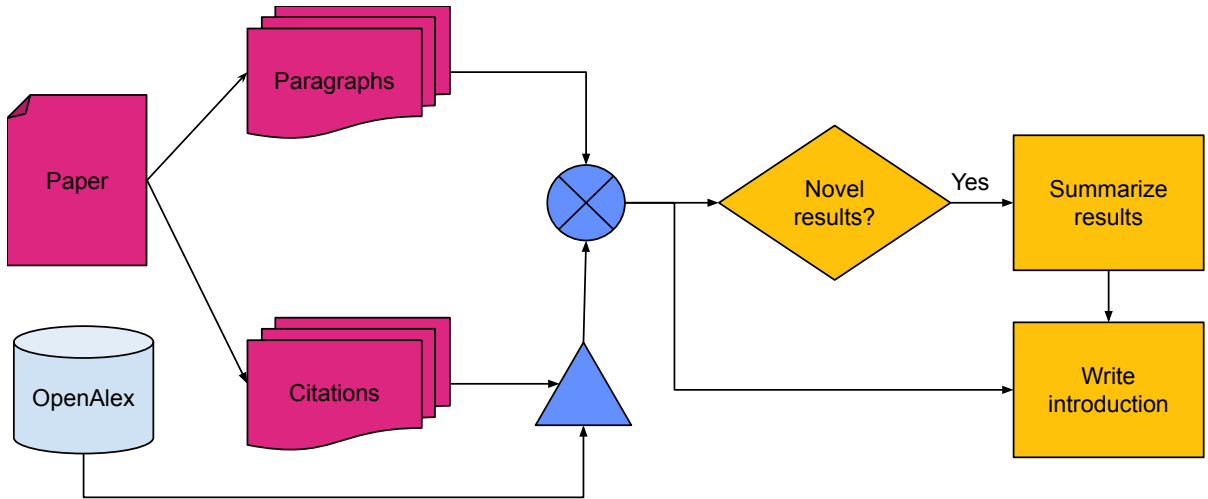 Paragraphs
Paper
Novel
results?
Yes
Summarize
results
OpenAlex
Citations
Write
introduction